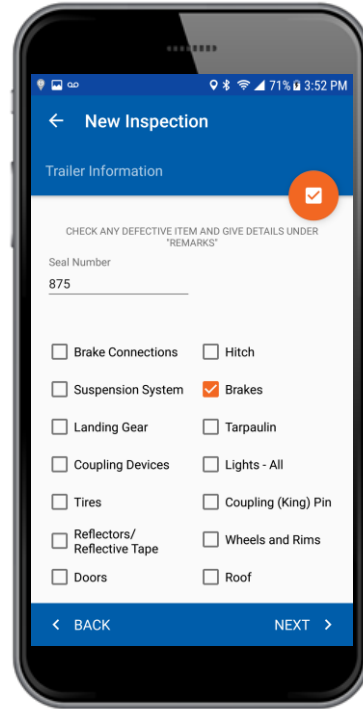 71% 3:52 PM
New Inspection
Trailer Information
CHECK ANY DEFECTIVE ITEM AND GIVE DETAILS UNDER
"REMARKS"
Seal Number
875
Brake Connections
Hitch
Suspension System
Brakes
Landing Gear
Tarpaulin
Coupling Devices
Lights - All
Tires
Coupling (King) Pin
Reflectors/
Reflective Tape
Wheels and Rims
Doors
Roof
BACK
NEXT